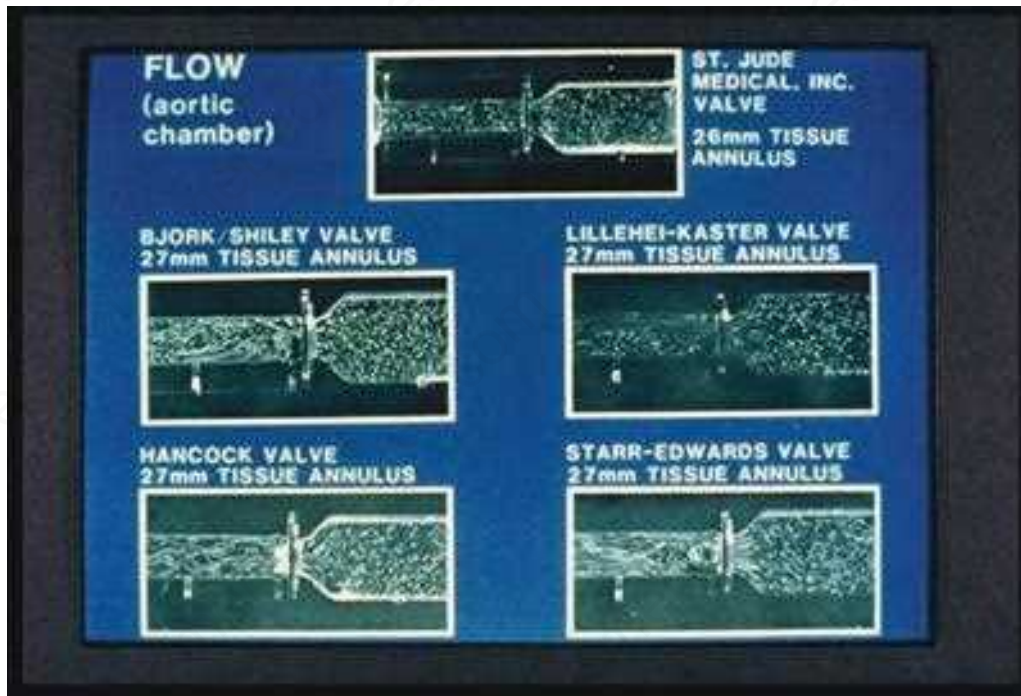 FLOW
(aortic
chamber)
ST. JUDE
MEDICAL, INC.
VALVE
26mm TISSUE
ANNULUS
BJORK/SHILEY VALVE
27mm TISSUE ANNULUS
LILLEHEI-KASTER VALVE
27mm TISSUE ANNULUS
HANCOCK VALVE
27mm TISSUE ANNULUS
STARR-EDWARDS VALVE
27mm TISSUE ANNULUS